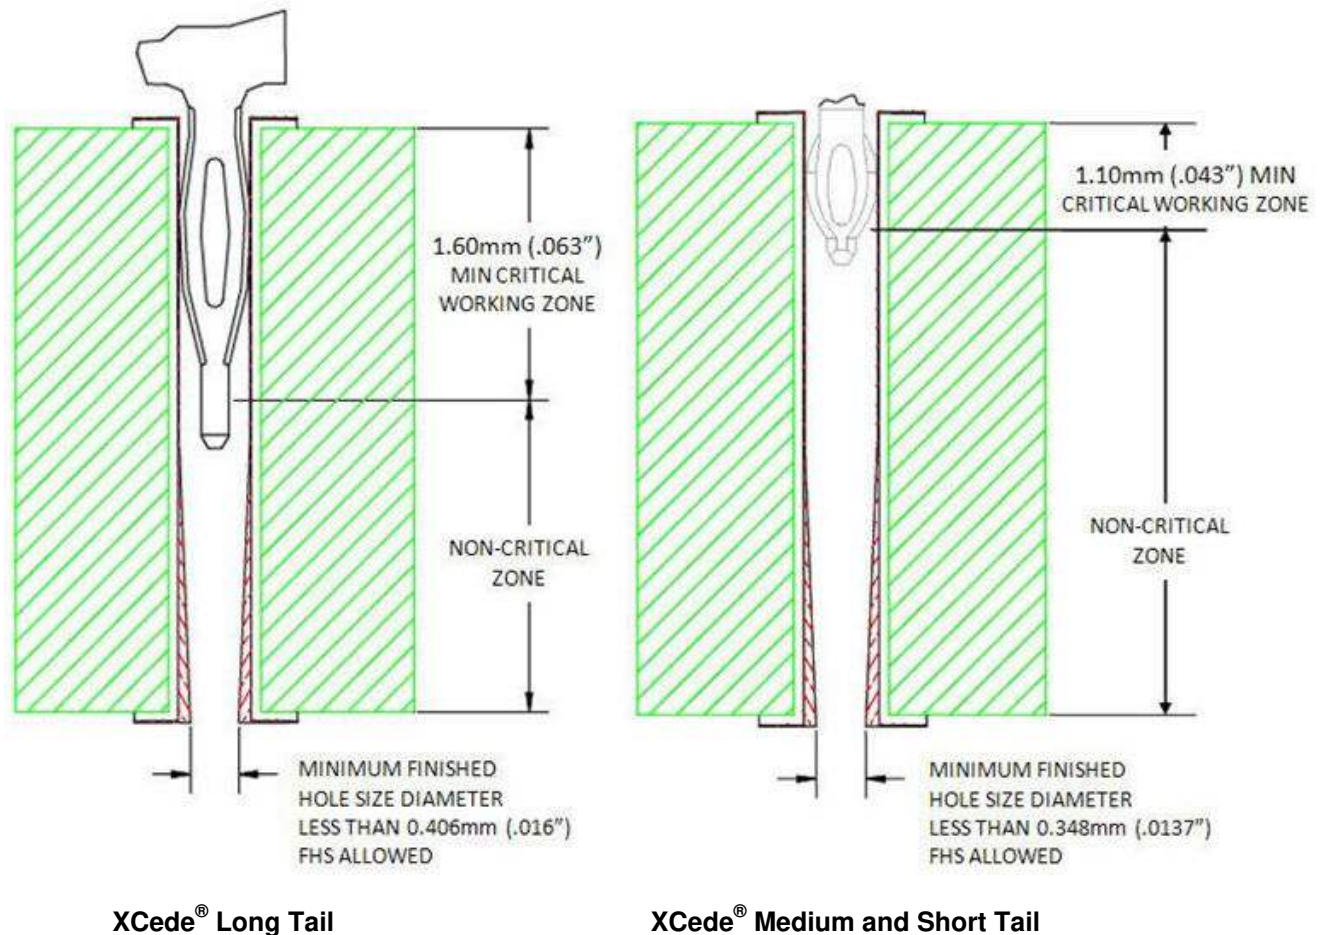 1.60mm (.063")
MIN CRITICAL
WORKING ZONE
NON-CRITICAL
ZONE
MINIMUM FINISHED
HOLE SIZE DIAMETER
LESS THAN 0.406mm (.016")
FHS ALLOWED
XCede® Long Tail
1.10mm (.043") MIN
CRITICAL WORKING ZONE
NON-CRITICAL
ZONE
MINIMUM FINISHED
HOLE SIZE DIAMETER
LESS THAN 0.348mm (.0137")
FHS ALLOWED
XCede® Medium and Short Tail